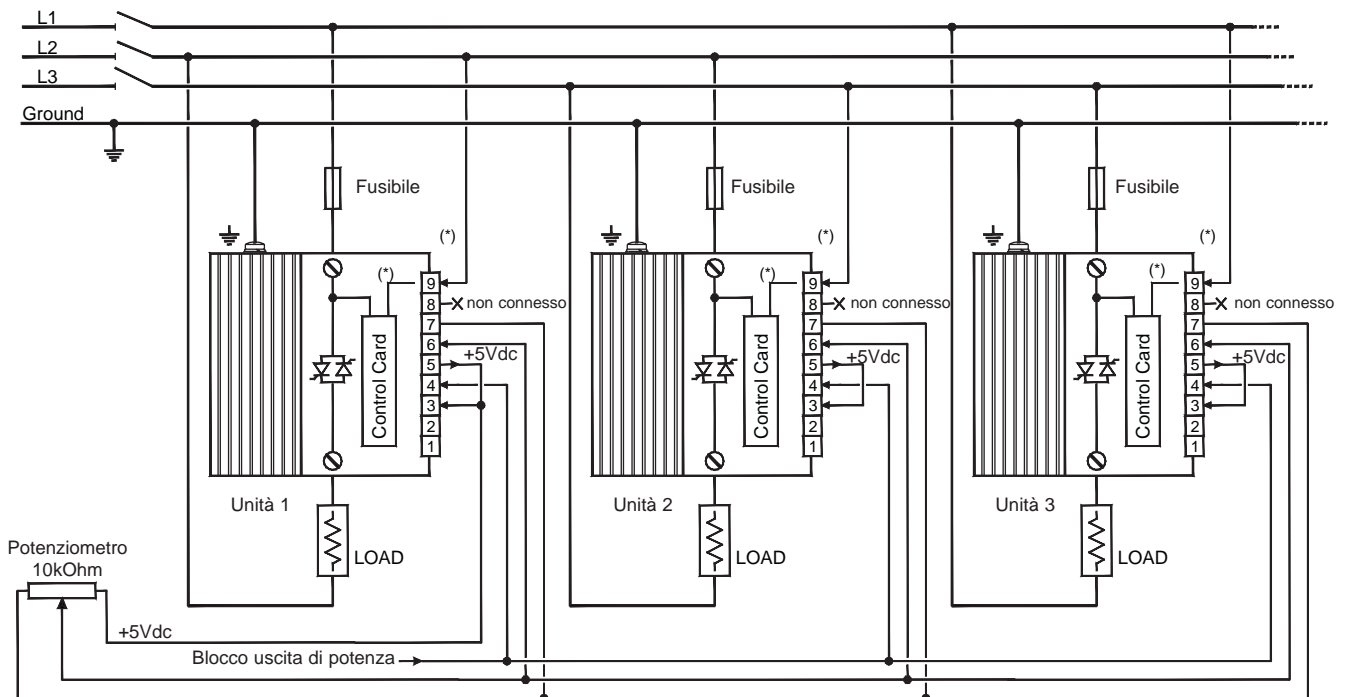 L1
L2
L3
Ground
Fusibile
Fusibile
Fusibile
(*)
(*)
(*)
(*)
(*)
(*)
9
8
7
6
5
4
3
2
1
non connesso
+5Vdc
Control Card
9
8
7
6
5
4
3
2
1
non connesso
+5Vdc
Control Card
9
8
7
6
5
4
3
2
1
non connesso
+5Vdc
Control Card
Unità 1
Unità 2
Unità 3
LOAD
LOAD
LOAD
Potenziometro
10kOhm
+5Vdc
Blocco uscita di potenza